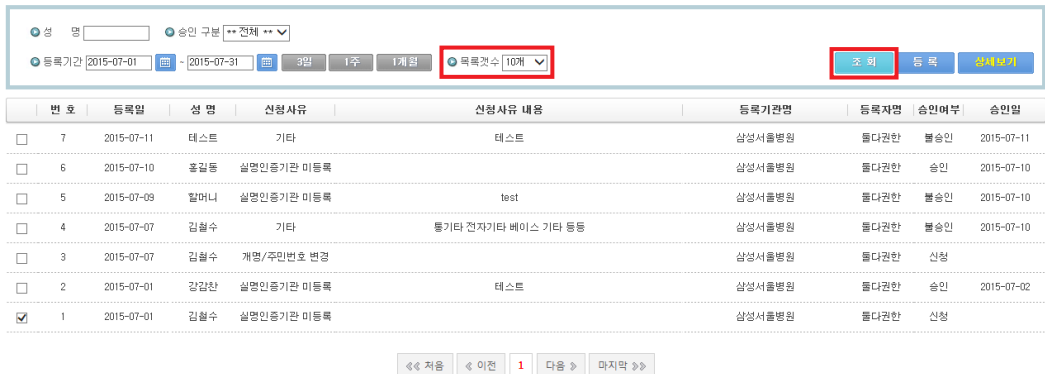 성 명 승인 구분 ** 전체 **
등록기간 2015-07-01 ~ 2015-07-31 3일 1주 1개월 목록갯수 10개 조 회 등 록 상세보기
번 호 등록일 성 명 신청사유 신청사유 내용 등록기관명 등록자명 승인여부 승인일
7 2015-07-11 테스트 기타 테스트 삼성서울병원 둘다권한 불승인 2015-07-11
6 2015-07-10 홍길동 실명인증기관 미등록 삼성서울병원 둘다권한 승인 2015-07-10
5 2015-07-09 할머니 실명인증기관 미등록 test 삼성서울병원 둘다권한 불승인 2015-07-10
4 2015-07-07 김철수 기타 통기타 전자기타 베이스 기타 등등 삼성서울병원 둘다권한 불승인 2015-07-10
3 2015-07-07 김철수 개명/주민번호 변경 삼성서울병원 둘다권한 신청
2 2015-07-01 강감찬 실명인증기관 미등록 테스트 삼성서울병원 둘다권한 승인 2015-07-02
1 2015-07-01 김철수 실명인증기관 미등록 삼성서울병원 둘다권한 신청
《 처음 《 이전 1 다음 》 마지막 》